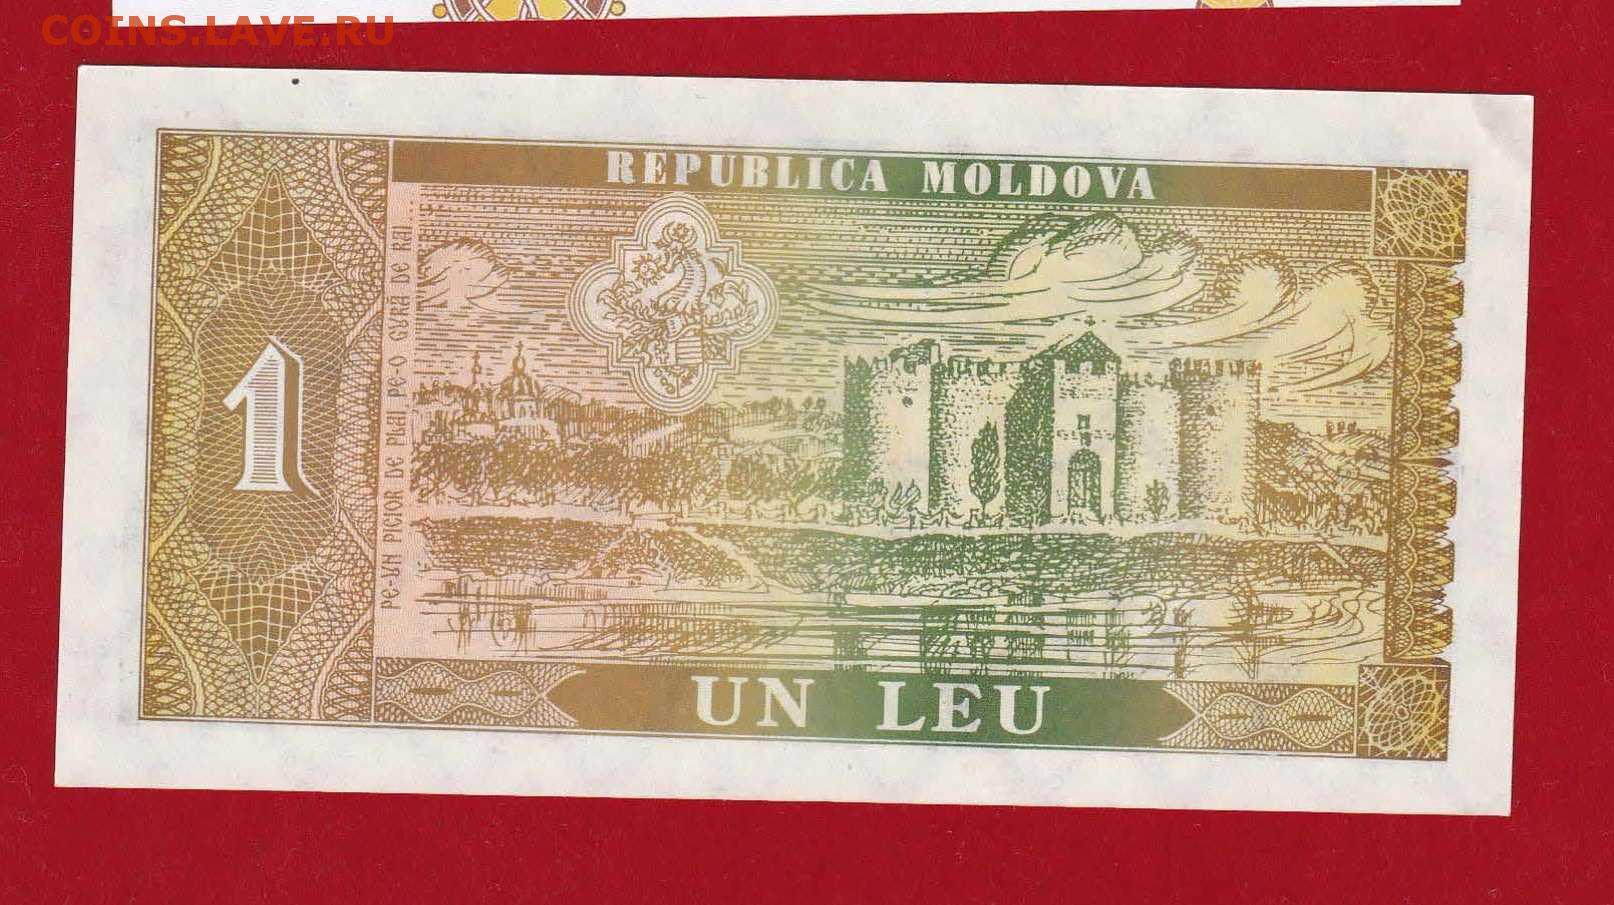 COINS.LAVE.RU
REPUBLICA MOLDOVA
1
PE-UN PICIOR DE PLAI, PE-O GURĂ DE RAI
UN LEU